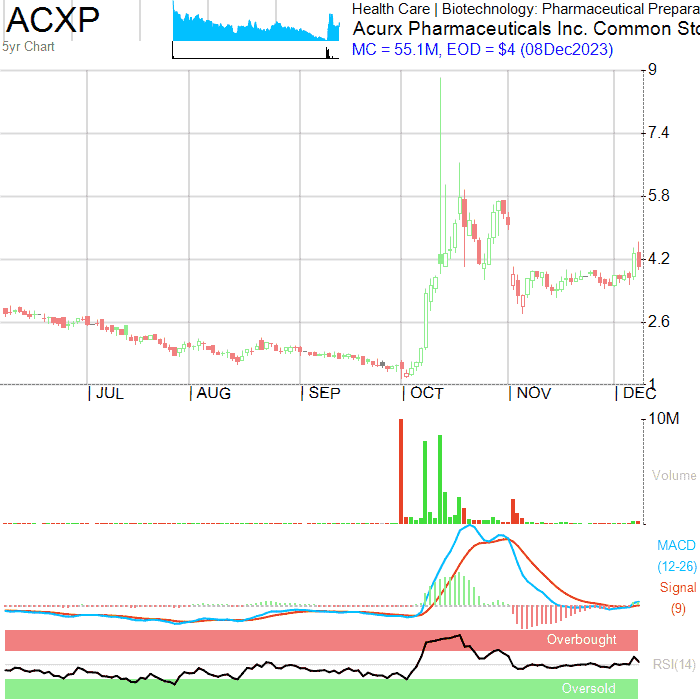 ACXP
5yr Chart
Health Care | Biotechnology: Pharmaceutical Prepara
Acurx Pharmaceuticals Inc. Common Sto
MC = 55.1M, EOD = $4 (08Dec2023)
9
7.4
5.8
4.2
2.6
1
| JUL | AUG | SEP | OCT | NOV | DEC
10M
Volume
MACD
(12-26)
Signal
(9)
Overbought
RSI(14)
Oversold